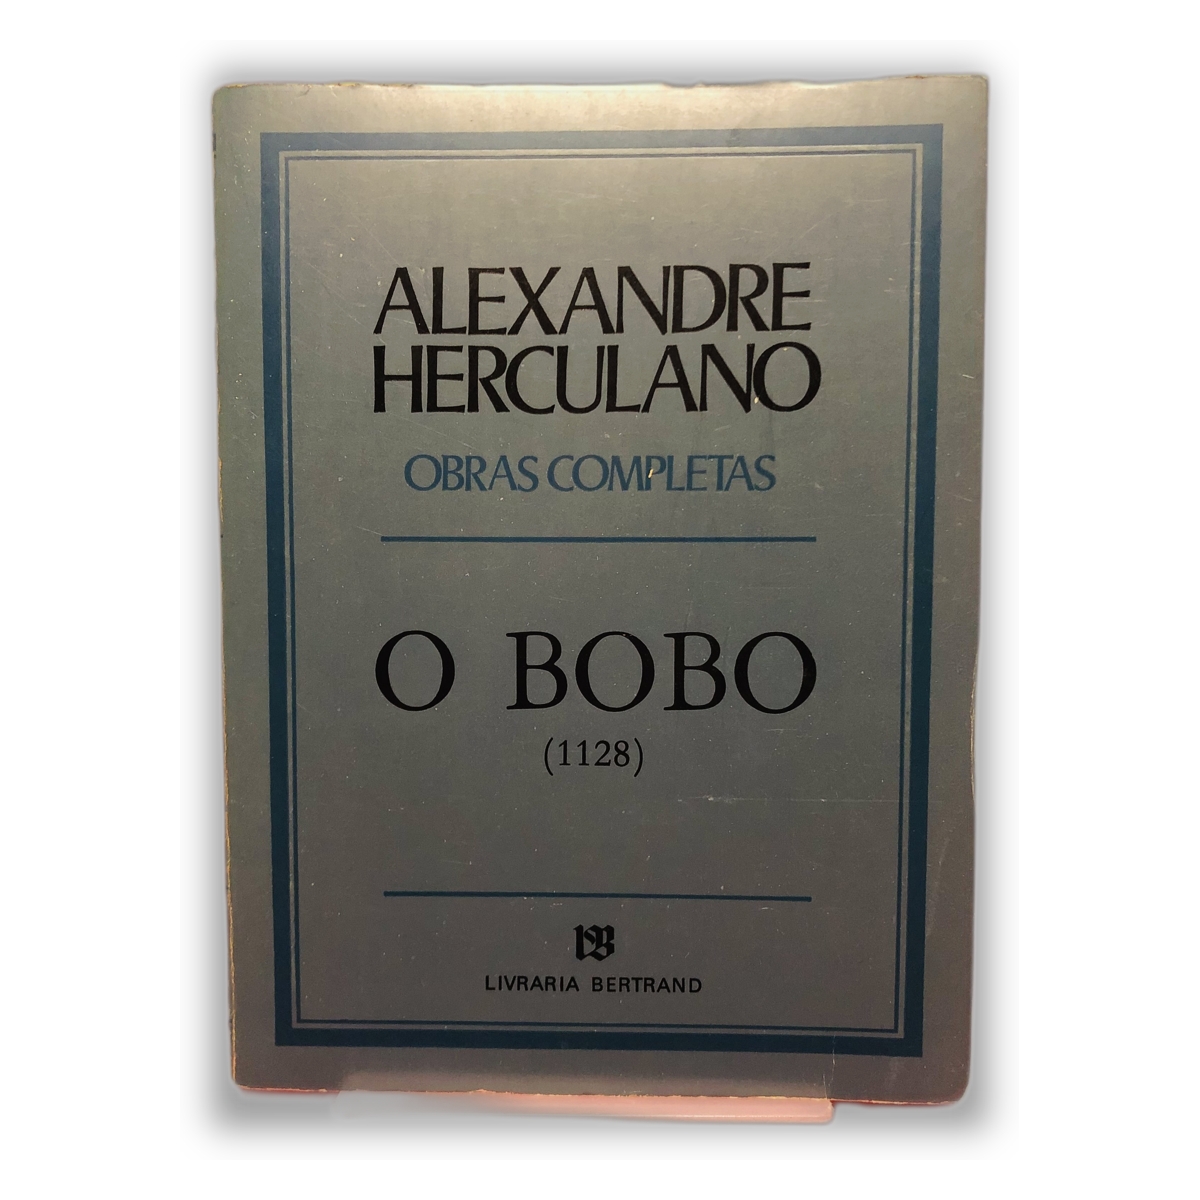 ALEXANDRE
HERCULANO
OBRAS COMPLETAS
O BOBO
(1128)
LIVRARIA BERTRAND